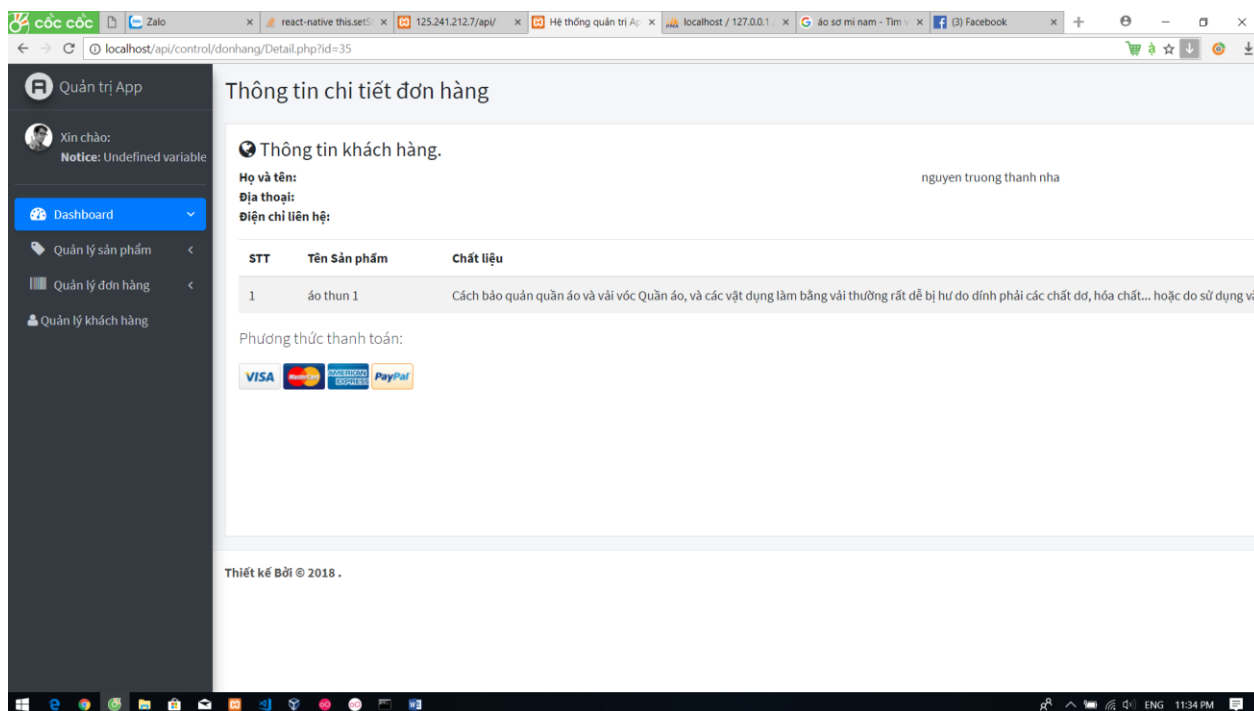 cốc cốc Zalo react-native this.setS 125.241.212.7/api/ Hệ thống quản trị Ap localhost / 127.0.0.1 / áo sơ mi nam - Tìm (3) Facebook
localhost/api/control/donhang/Detail.php?id=35
Quản trị App
Thông tin chi tiết đơn hàng
Xin chào:
Notice: Undefined variable
Thông tin khách hàng.
Họ và tên: nguyen truong thanh nha
Địa thoại:
Điện chỉ liên hệ:
Dashboard
Quản lý sản phẩm
Quản lý đơn hàng
Quản lý khách hàng
STT Tên Sản phẩm Chất liệu
1 áo thun 1 Cách bảo quản quần áo và vải vóc Quần áo, và các vật dụng làm bằng vải thường rất dễ bị hư do dính phải các chất dơ, hóa chất... hoặc do sử dụng và
Phương thức thanh toán:
VISA MasterCard AMERICAN EXPRESS PayPal
Thiết kế Bởi © 2018 .
ENG 11:34 PM